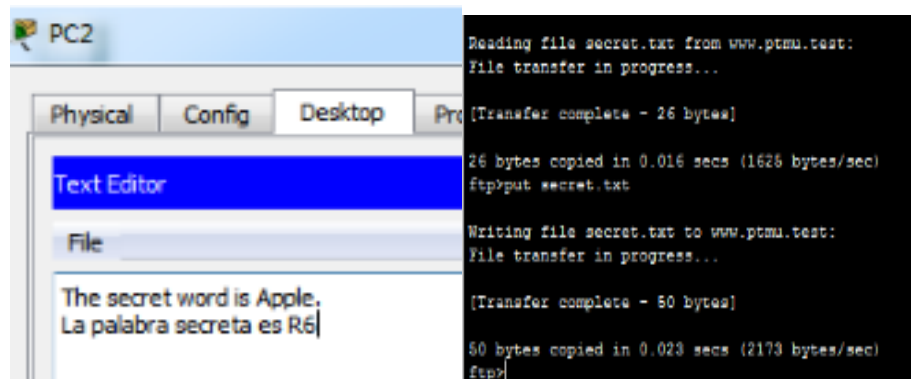 PC2
Physical Config Desktop
Text Editor
File
The secret word is Apple.
La palabra secreta es R6
Reading file secret.txt from www.ptmu.test:
File transfer in progress...
[Transfer complete - 26 bytes]
26 bytes copied in 0.016 secs (1625 bytes/sec)
ftp>put secret.txt
Writing file secret.txt to www.ptmu.test:
File transfer in progress...
[Transfer complete - 50 bytes]
50 bytes copied in 0.023 secs (2173 bytes/sec)
ftp>